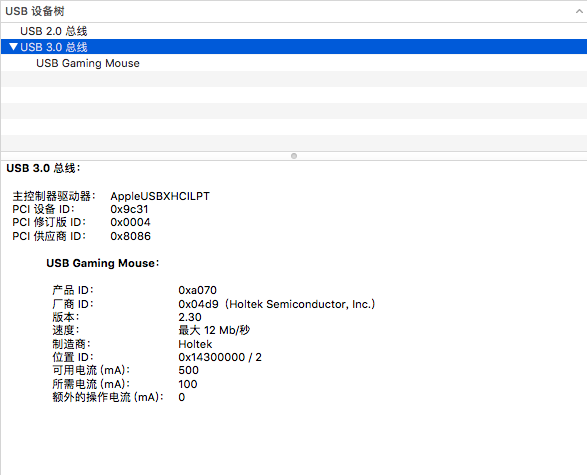 USB 设备树
USB 2.0 总线
USB 3.0 总线
USB Gaming Mouse
USB 3.0 总线：
主控制器驱动器： AppleUSBXHCILPT
PCI 设备 ID： 0x9c31
PCI 修订版 ID： 0x0004
PCI 供应商 ID： 0x8086
USB Gaming Mouse：
产品 ID： 0xa070
厂商 ID： 0x04d9（Holtek Semiconductor, Inc.）
版本： 2.30
速度： 最大 12 Mb/秒
制造商： Holtek
位置 ID： 0x14300000 / 2
可用电流 (mA)： 500
所需电流 (mA)： 100
额外的操作电流 (mA)： 0